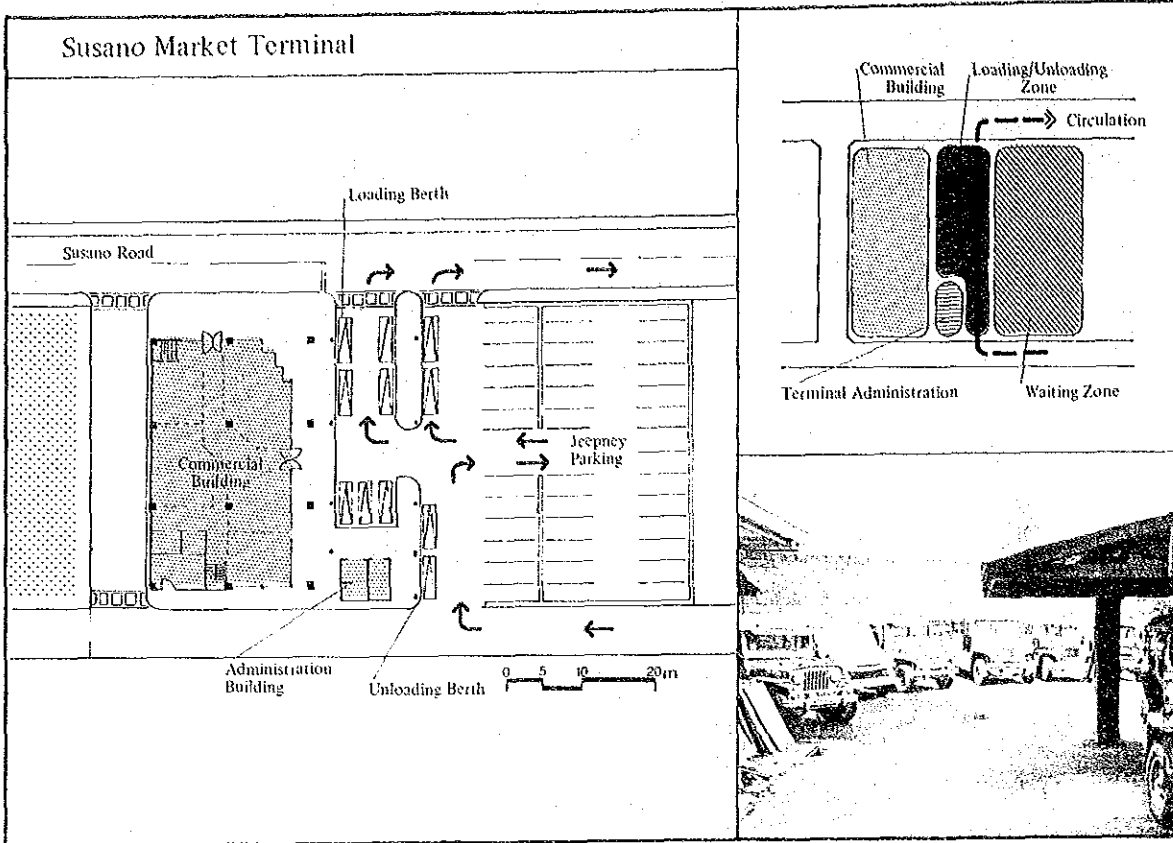 Susano Market Terminal
Loading Berth
Susano Road
Commercial
Building
Jeepney
Parking
Administration
Building
Unloading Berth
0 5 10 20m
Commercial
Building
Loading/Unloading
Zone
Circulation
Terminal Administration
Waiting Zone